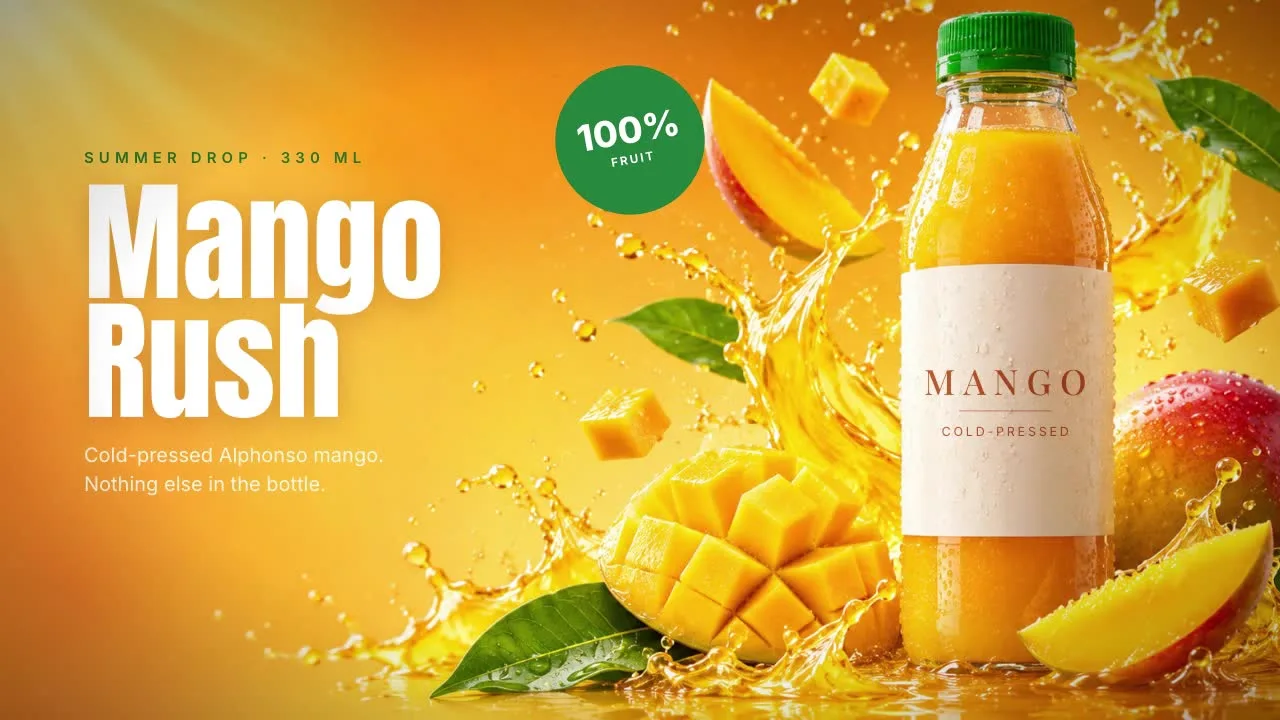 SUMMER DROP · 330 ML
Mango
Rush
Cold-pressed Alphonso mango.
Nothing else in the bottle.
100%
FRUIT
MANGO
COLD-PRESSED